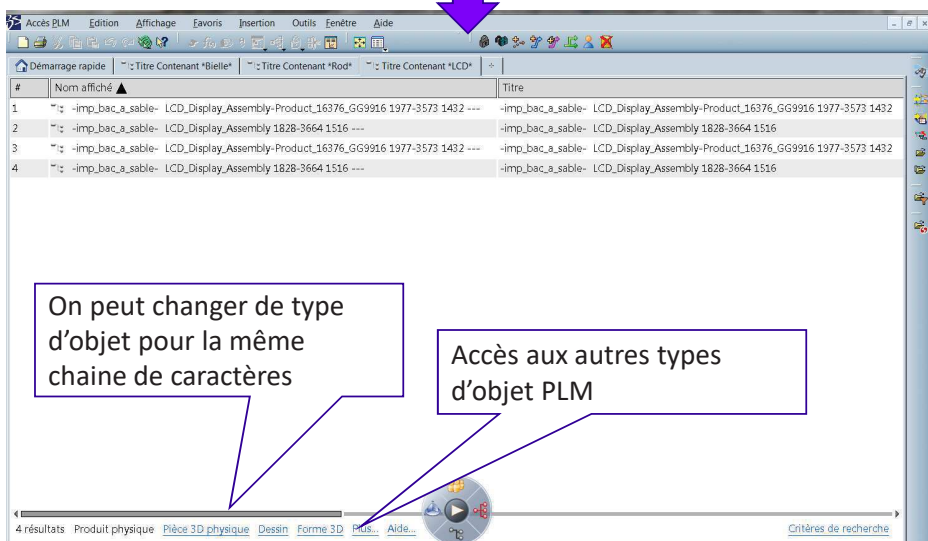 Accès PLM Edition Affichage Favoris Insertion Outils Fenêtre Aide
Démarrage rapide Titre Contenant *Bielle* Titre Contenant *Rod* Titre Contenant *LCD*
# Nom affiché Titre
1 -imp_bac_a_sable- LCD_Display_Assembly-Product_16376_GG9916 1977-3573 1432 --- -imp_bac_a_sable- LCD_Display_Assembly-Product_16376_GG9916 1977-3573 1432
2 -imp_bac_a_sable- LCD_Display_Assembly 1828-3664 1516 --- -imp_bac_a_sable- LCD_Display_Assembly 1828-3664 1516
3 -imp_bac_a_sable- LCD_Display_Assembly-Product_16376_GG9916 1977-3573 1432 --- -imp_bac_a_sable- LCD_Display_Assembly-Product_16376_GG9916 1977-3573 1432
4 -imp_bac_a_sable- LCD_Display_Assembly 1828-3664 1516 --- -imp_bac_a_sable- LCD_Display_Assembly 1828-3664 1516
On peut changer de type
d'objet pour la même
chaine de caractères
Accès aux autres types
d'objet PLM
4 résultats Produit physique Pièce 3D physique Dessin Forme 3D Plus... Aide... Critères de recherche